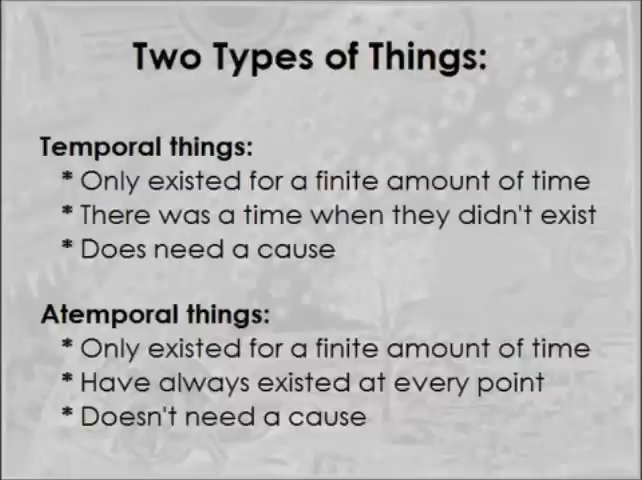 Two Types of Things:
Temporal things:
* Only existed for a finite amount of time
* There was a time when they didn't exist
* Does need a cause
Atemporal things:
* Only existed for a finite amount of time
* Have always existed at every point
* Doesn't need a cause